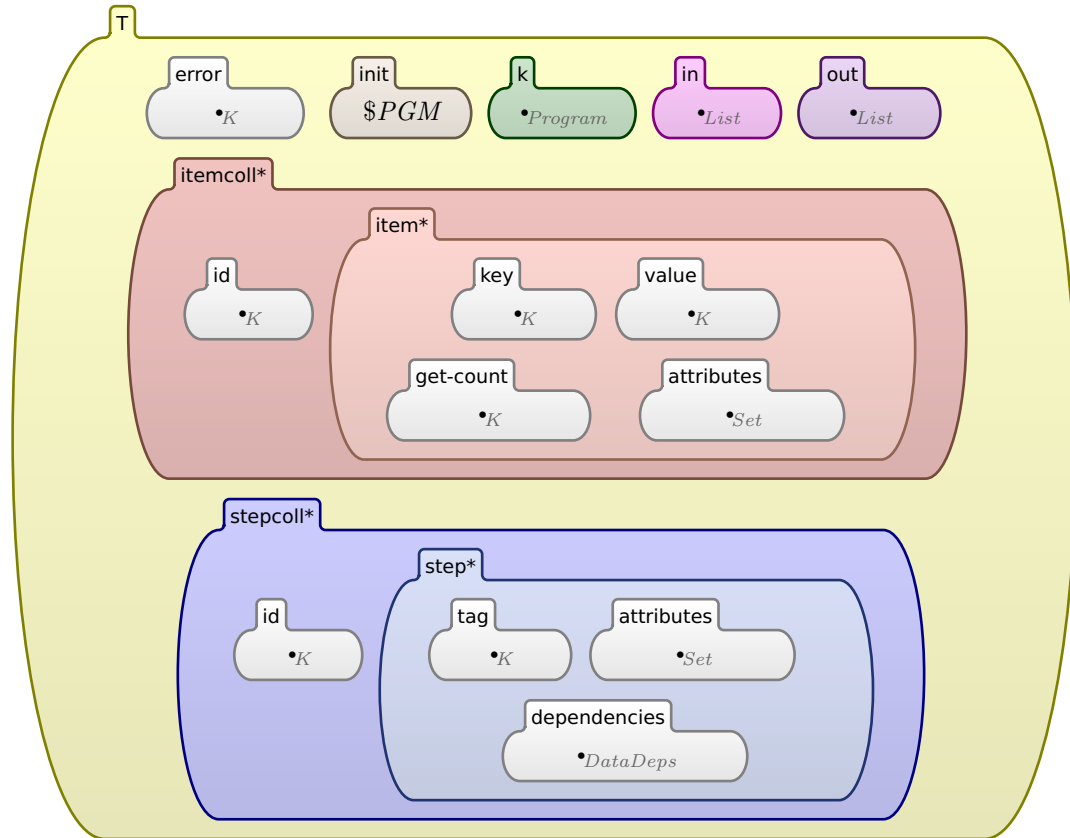 T
error init k in out
•K $PGM •Program •List •List
itemcoll*
item*
id key value
•K •K •K
get-count attributes
•K •Set
stepcoll*
step*
id tag attributes
•K •K •Set
dependencies
•DataDeps